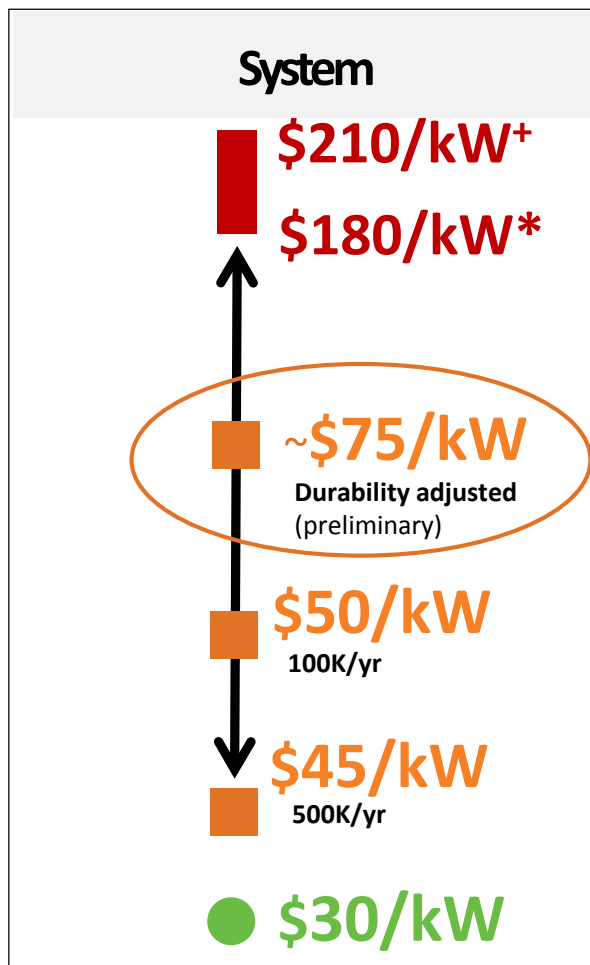 System
$210/kW⁺
$180/kW*
~$75/kW
Durability adjusted
(preliminary)
$50/kW
100K/yr
$45/kW
500K/yr
$30/kW